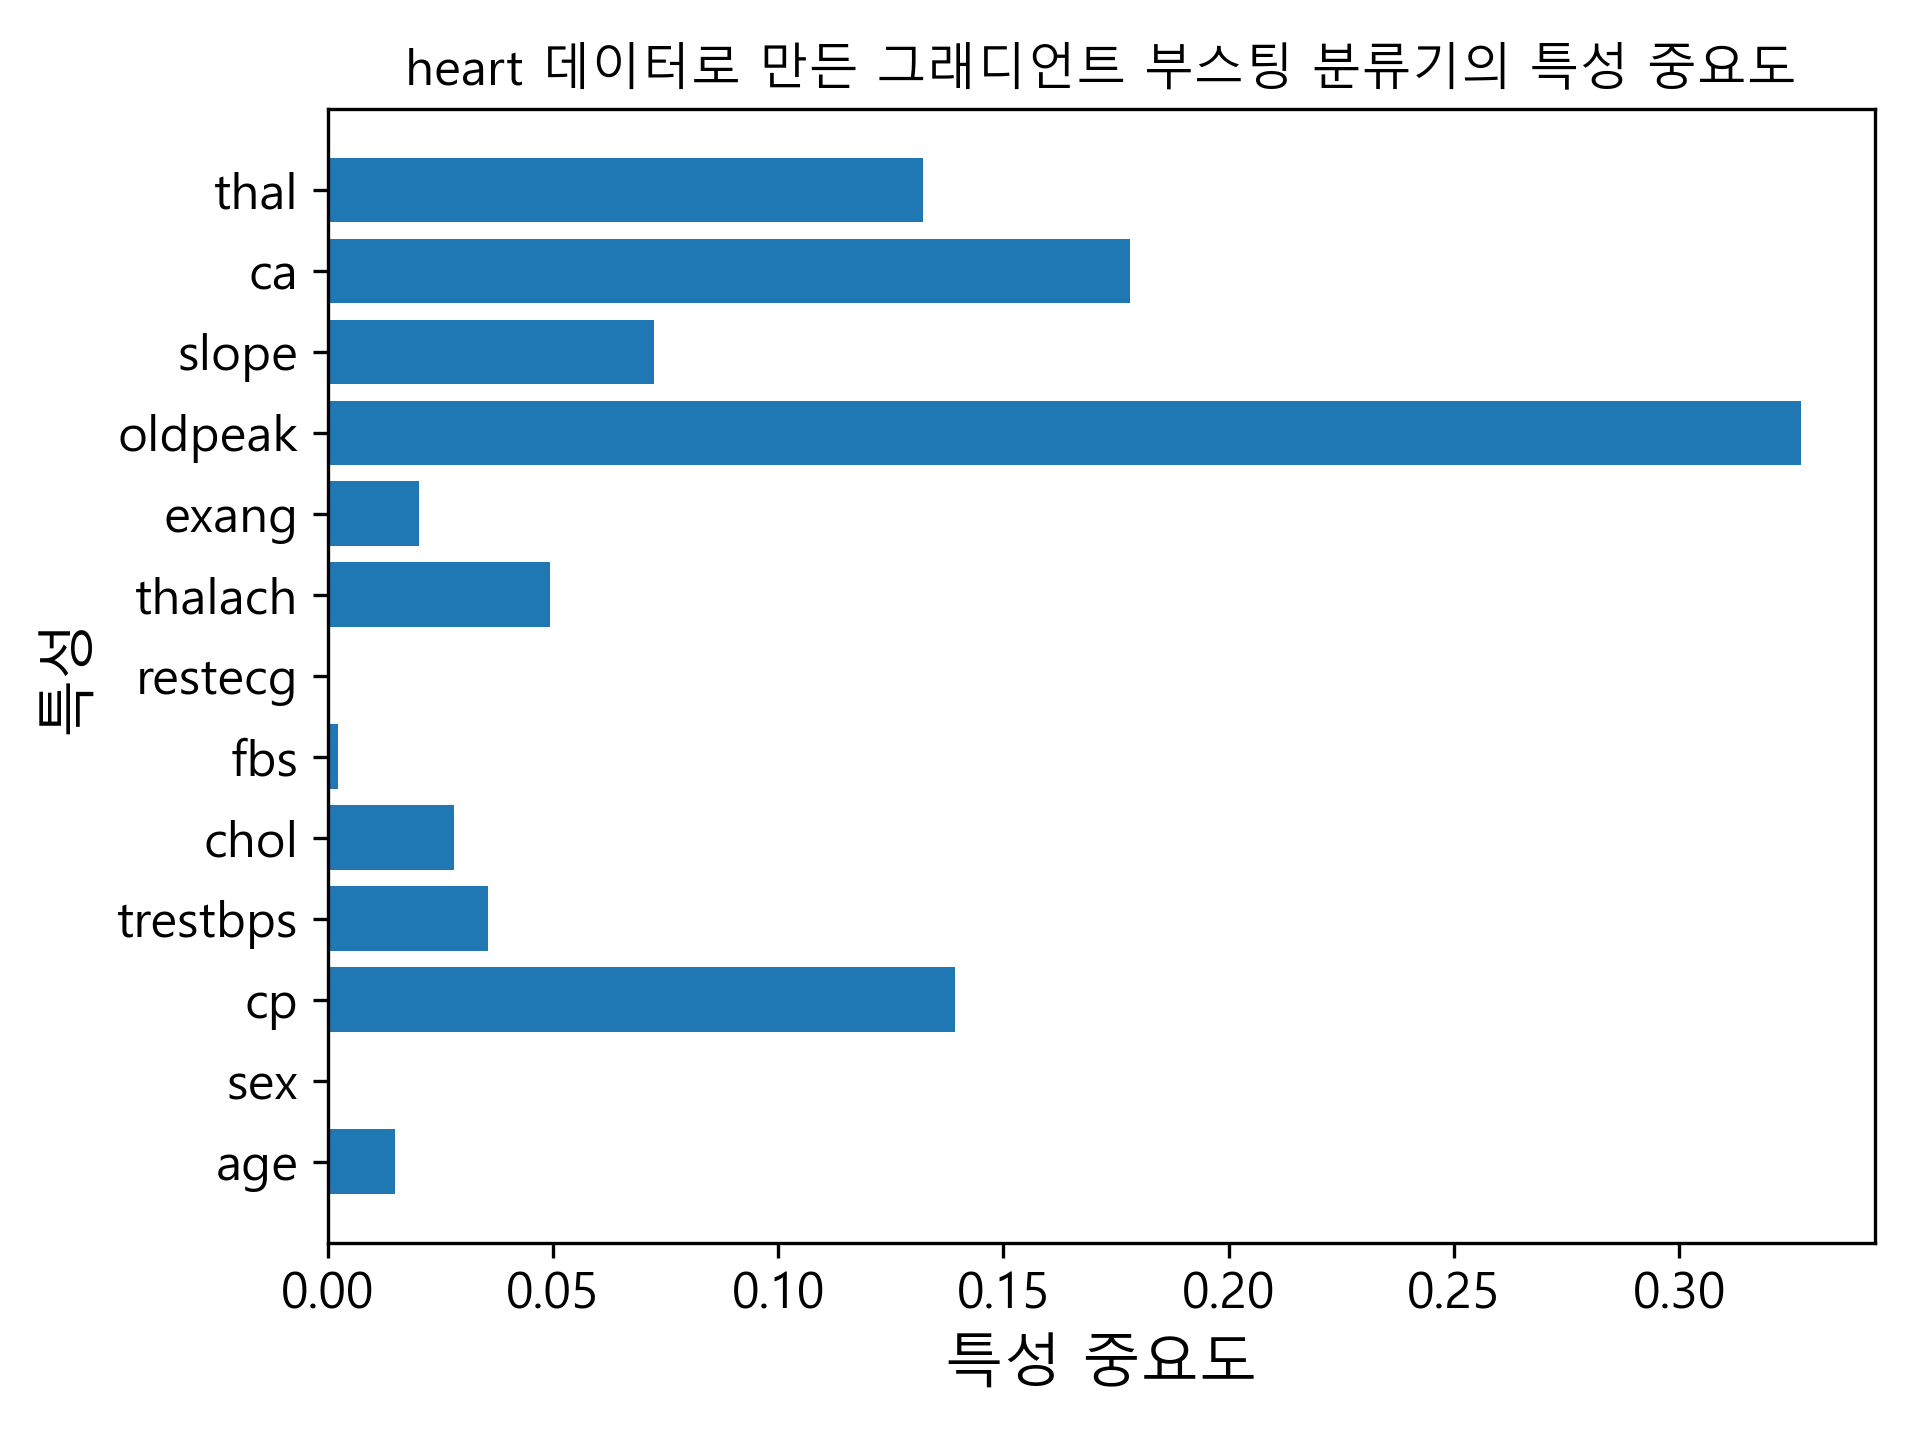 heart 데이터로 만든 그래디언트 부스팅 분류기의 특성 중요도
thal
ca
slope
oldpeak
exang
thalach
restecg
fbs
chol
trestbps
cp
sex
age
특성
0.00 0.05 0.10 0.15 0.20 0.25 0.30
특성 중요도